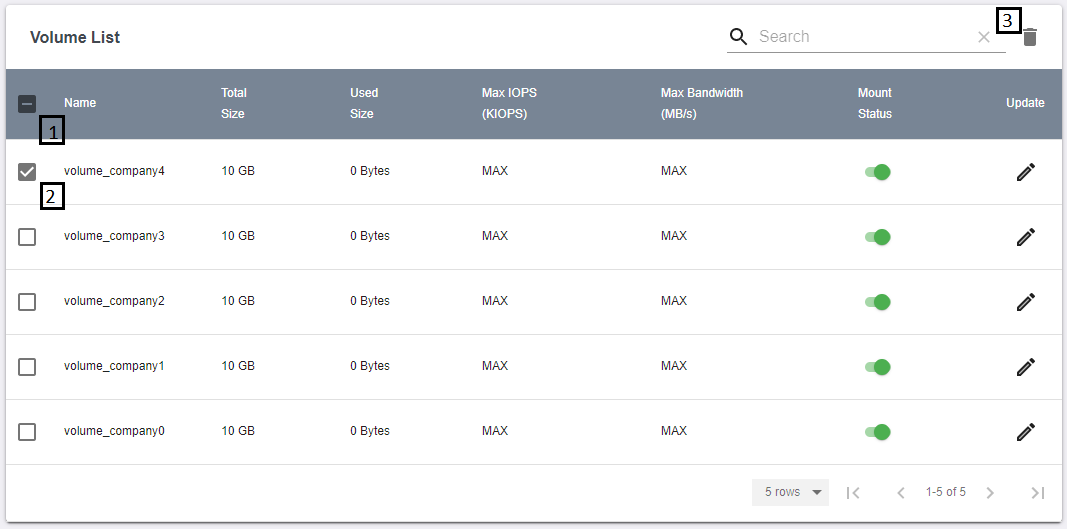 3
Volume List
Search
Name Total Size Used Size Max IOPS (KIOPS) Max Bandwidth (MB/s) Mount Status Update
1
volume_company4 10 GB 0 Bytes MAX MAX
2
volume_company3 10 GB 0 Bytes MAX MAX
volume_company2 10 GB 0 Bytes MAX MAX
volume_company1 10 GB 0 Bytes MAX MAX
volume_company0 10 GB 0 Bytes MAX MAX
5 rows 1-5 of 5